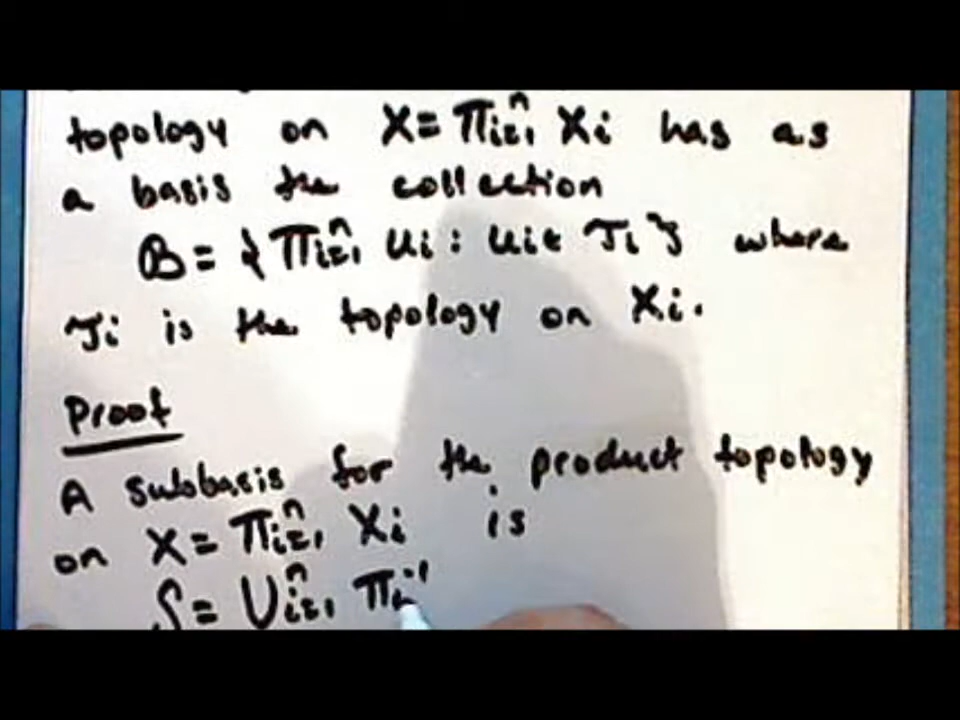 topology on X = Π_{i=1}^n X_i has as
a basis the collection
B = { Π_{i=1}^n U_i : U_i ∈ T_i } where
T_i is the topology on X_i.
Proof
A subbasis for the product topology
on X = Π_{i=1}^n X_i is
S = ∪_{i=1}^n π_i^{-1}